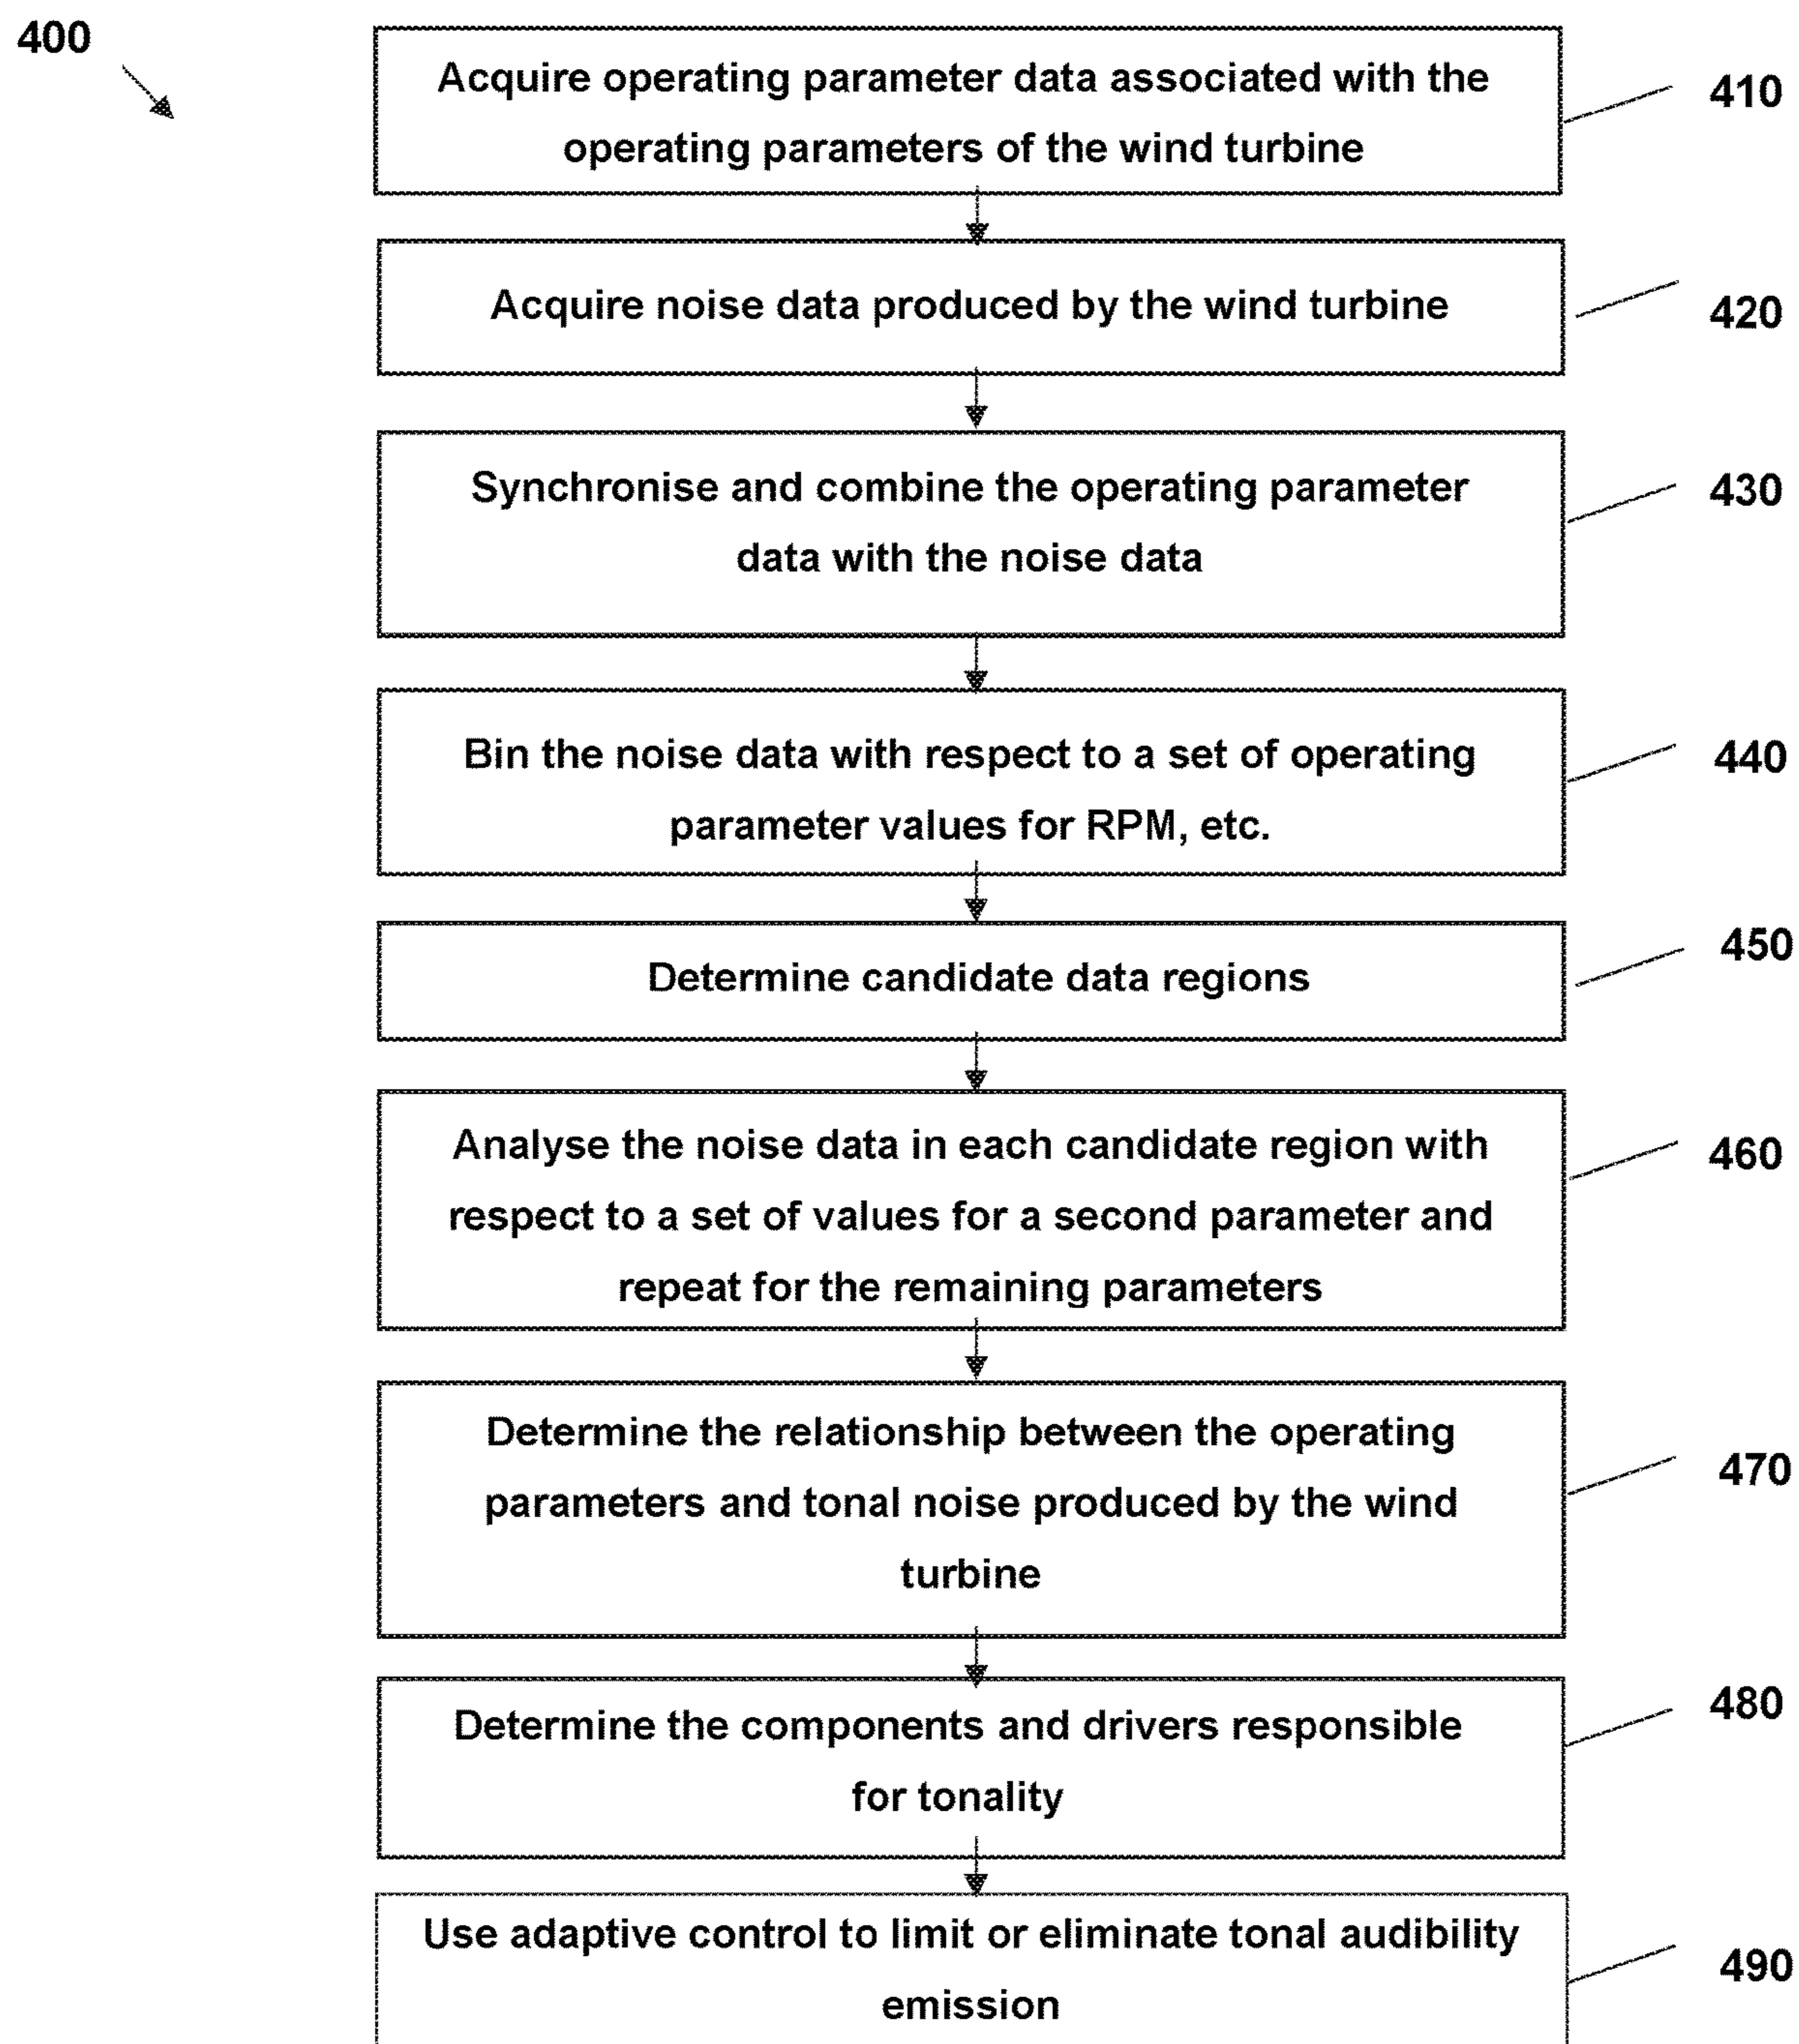 400
Acquire operating parameter data associated with the
operating parameters of the wind turbine
410
Acquire noise data produced by the wind turbine
420
Synchronise and combine the operating parameter
data with the noise data
430
Bin the noise data with respect to a set of operating
parameter values for RPM, etc.
440
Determine candidate data regions
450
Analyse the noise data in each candidate region with
respect to a set of values for a second parameter and
repeat for the remaining parameters
460
Determine the relationship between the operating
parameters and tonal noise produced by the wind
turbine
470
Determine the components and drivers responsible
for tonality
480
Use adaptive control to limit or eliminate tonal audibility
emission
490